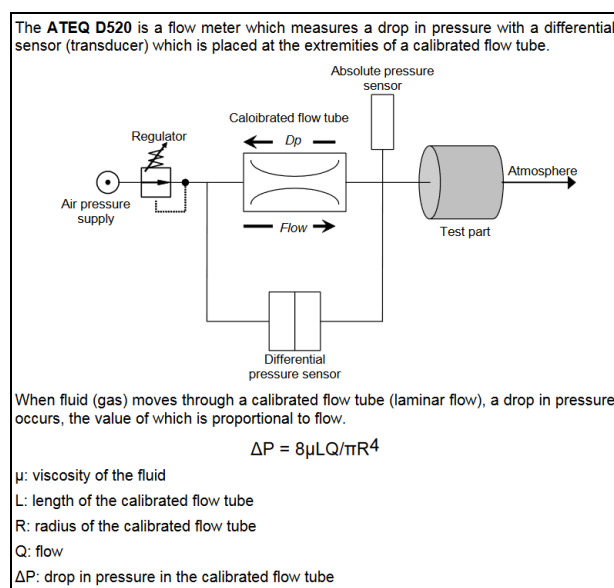 The ATEQ D520 is a flow meter which measures a drop in pressure with a differential
sensor (transducer) which is placed at the extremities of a calibrated flow tube.
Absolute pressure
sensor
Caloibrated flow tube
Dp
Regulator
Atmosphere
Air pressure
supply
Flow
Test part
Differential
pressure sensor
When fluid (gas) moves through a calibrated flow tube (laminar flow), a drop in pressure
occurs, the value of which is proportional to flow.
ΔP = 8µLQ/πR⁴
µ: viscosity of the fluid
L: length of the calibrated flow tube
R: radius of the calibrated flow tube
Q: flow
ΔP: drop in pressure in the calibrated flow tube